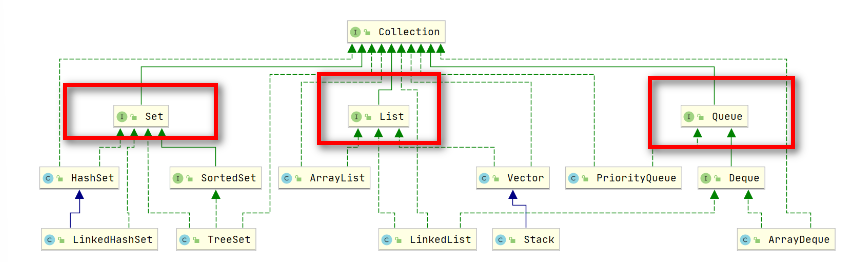 Collection
Set
List
Queue
HashSet
SortedSet
ArrayList
Vector
PriorityQueue
Deque
LinkedHashSet
TreeSet
LinkedList
Stack
ArrayDeque